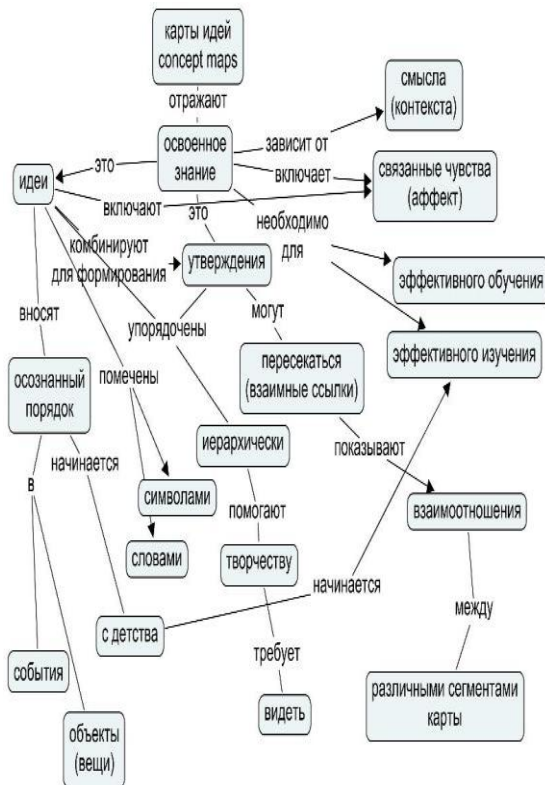 карты идей
concept maps
отражают
смысла
(контекста)
освоенное
знание
зависит от
это
включает
связанные чувства
(аффект)
идеи
включают
это
необходимо
для
комбинируют
для формирования
утверждения
эффективного обучения
вносят
упорядочены
могут
эффективного изучения
осознанный
порядок
помечены
пересекаться
(взаимные ссылки)
иерархически
показывают
начинается
в
символами
помогают
взаимоотношения
словами
творчеству
начинается
между
с детства
требует
события
различными сегментами
карты
видеть
объекты
(вещи)